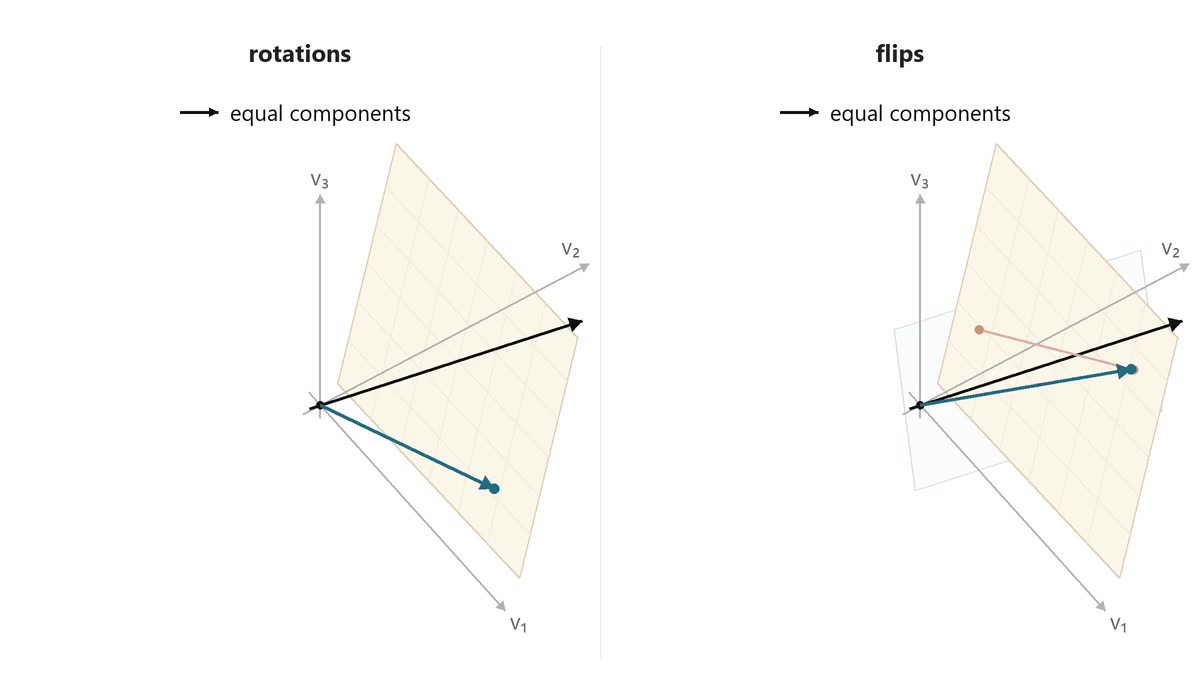 rotations
equal components
V₃
V₂
V₁
flips
equal components
V₃
V₂
V₁